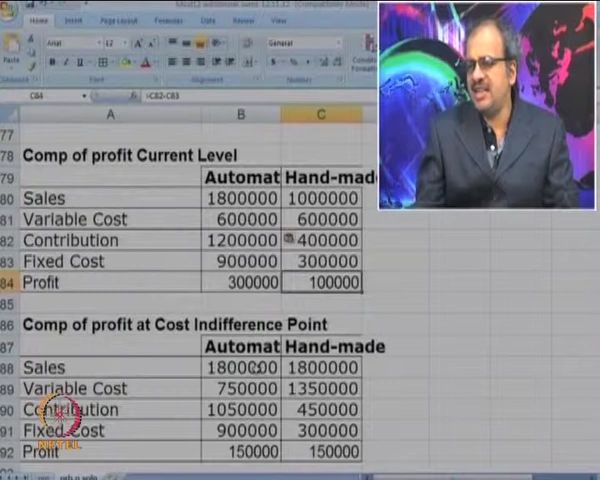 Home Insert Page Layout Formulas Data Review View
Arial 12 General
Clipboard Font Alignment Number
C84 =C82-C83
A B C
77
78 Comp of profit Current Level
79 Automat Hand-made
80 Sales 1800000 1000000
81 Variable Cost 600000 600000
82 Contribution 1200000 400000
83 Fixed Cost 900000 300000
84 Profit 300000 100000
85
86 Comp of profit at Cost Indifference Point
87 Automat Hand-made
88 Sales 1800000 1800000
89 Variable Cost 750000 1350000
90 Contribution 1050000 450000
91 Fixed Cost 900000 300000
92 Profit 150000 150000
NPTEL